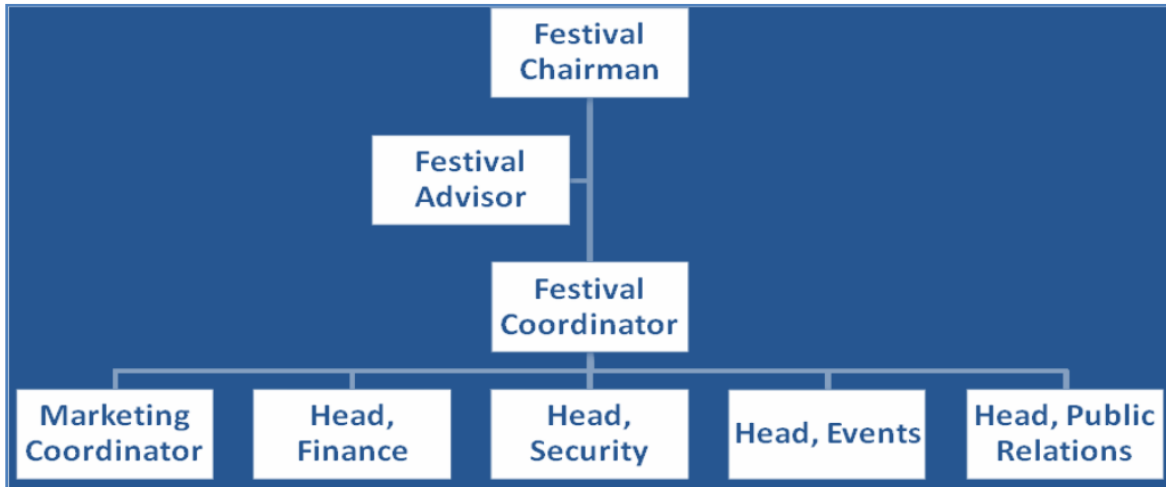 Festival
Chairman
Festival
Advisor
Festival
Coordinator
Marketing
Coordinator
Head,
Finance
Head,
Security
Head, Events
Head, Public
Relations